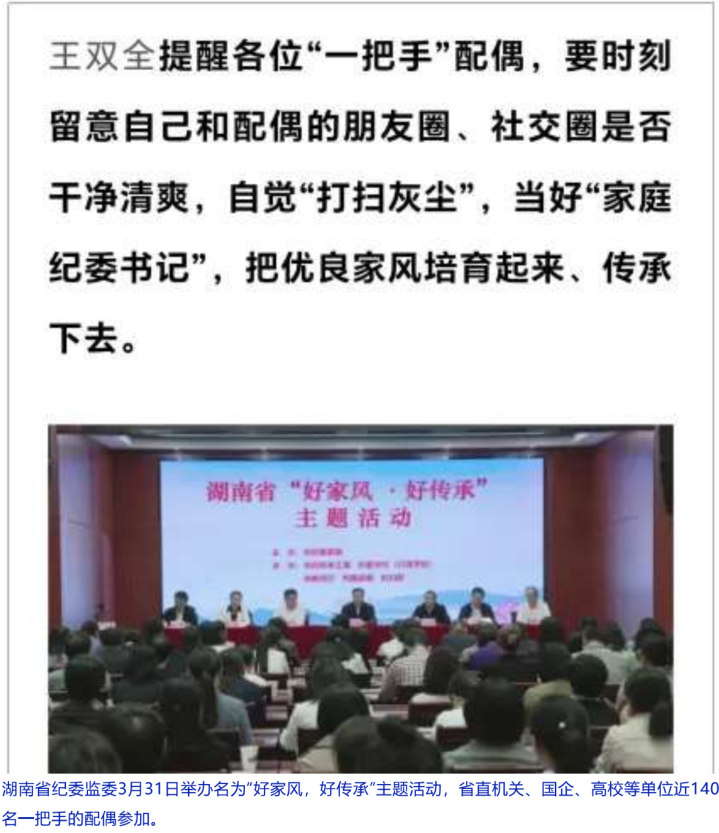 王双全提醒各位“一把手”配偶，要时刻
留意自己和配偶的朋友圈、社交圈是否
干净清爽，自觉“打扫灰尘”，当好“家庭
纪委书记”，把优良家风培育起来、传承
下去。
湖南省“好家风·好传承”
主题活动
湖南省纪委监委3月31日举办名为“好家风，好传承”主题活动，省直机关、国企、高校等单位近140
名一把手的配偶参加。